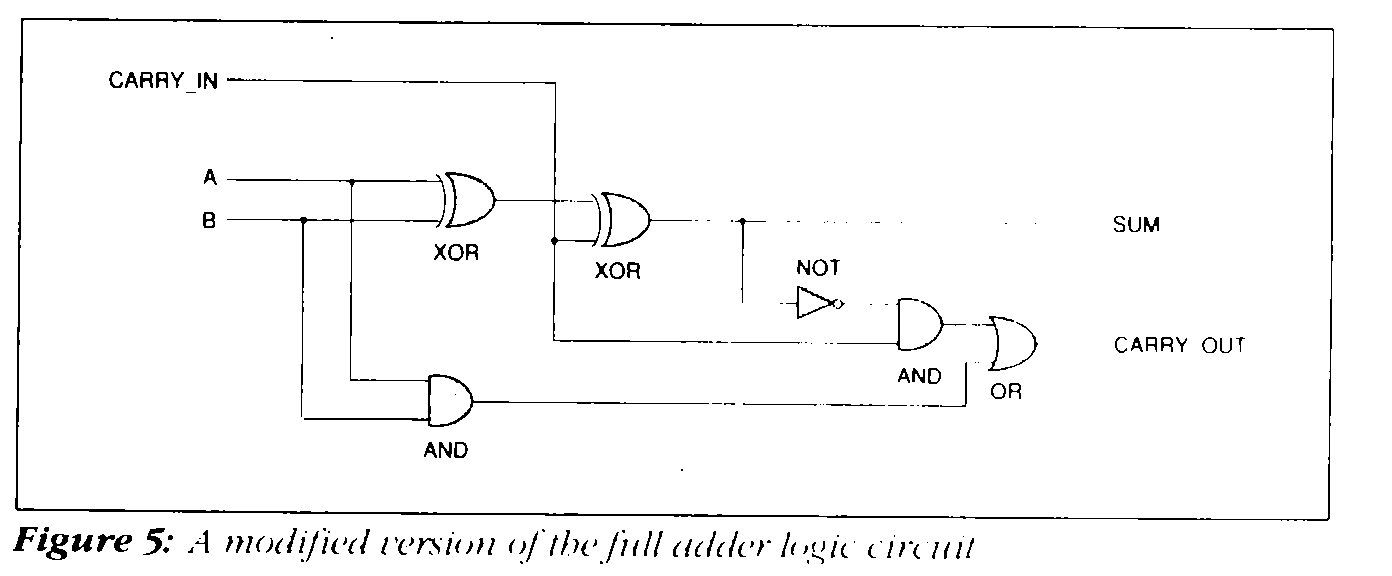 CARRY_IN
A
B
XOR
XOR
SUM
NOT
CARRY OUT
AND
OR
AND
Figure 5: A modified version of the full adder logic circuit